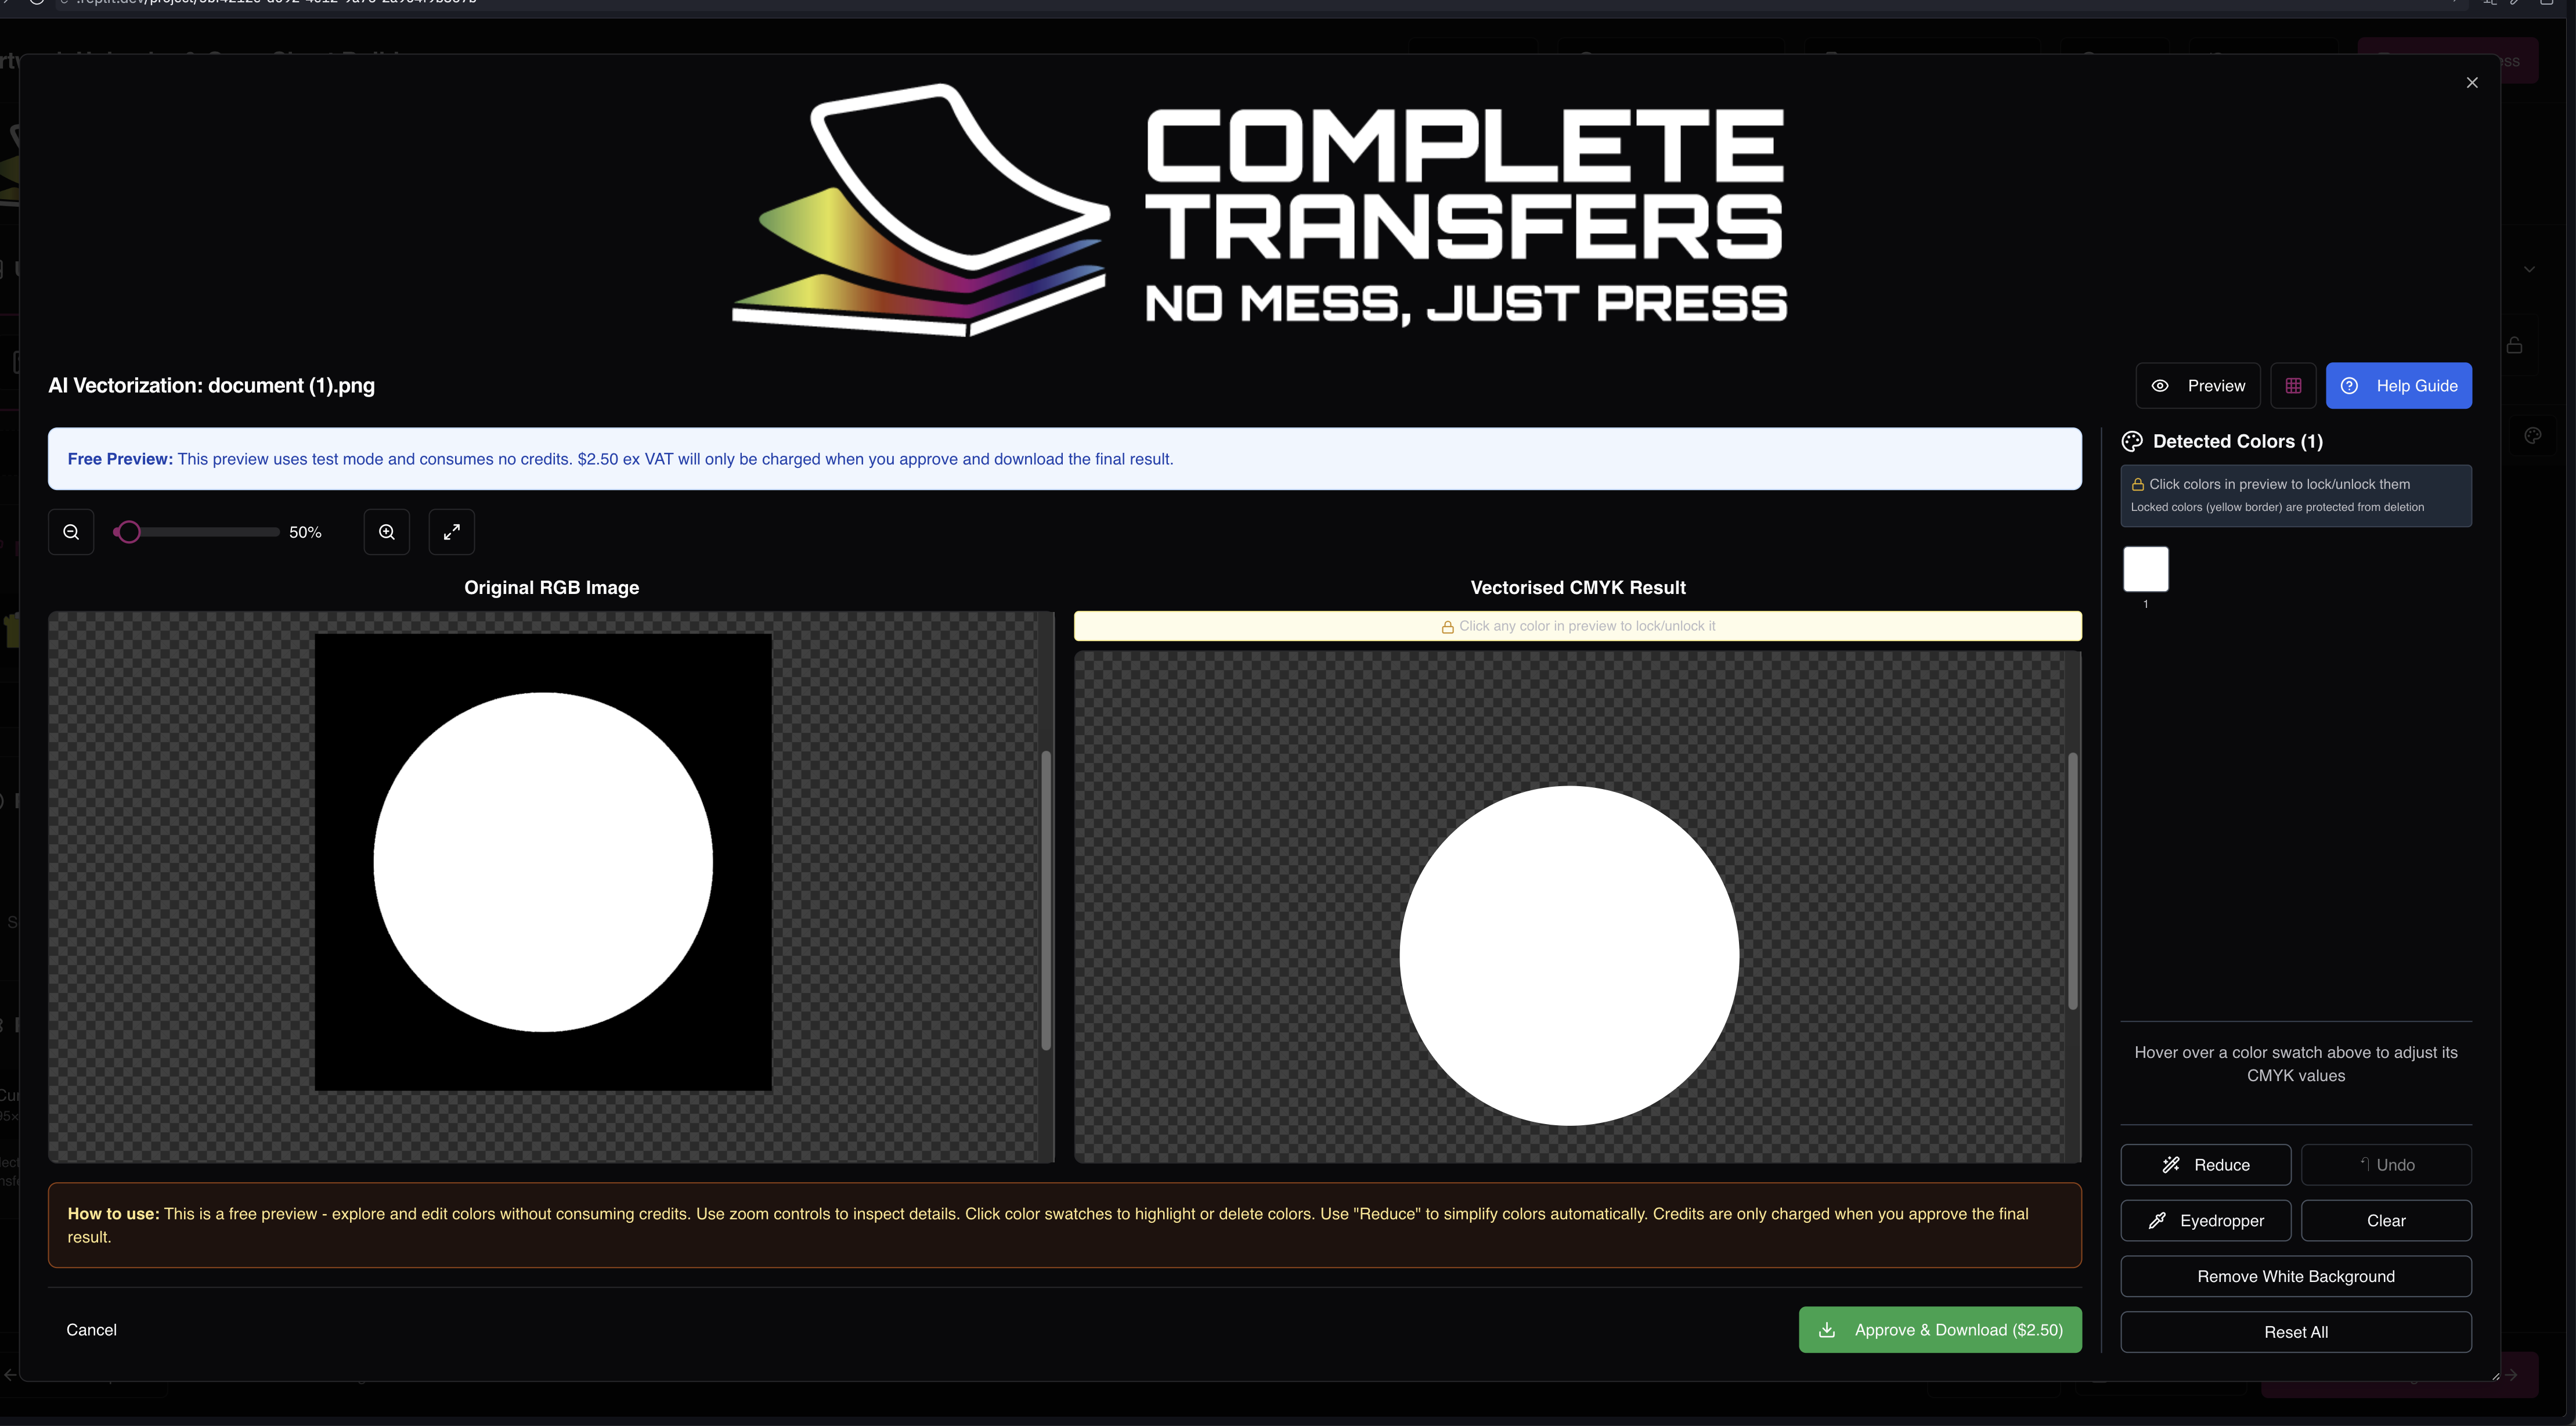 COMPLETE
TRANSFERS
NO MESS, JUST PRESS
AI Vectorization: document (1).png
Preview
Help Guide
Free Preview: This preview uses test mode and consumes no credits. $2.50 ex VAT will only be charged when you approve and download the final result.
50%
Original RGB Image
Vectorised CMYK Result
Click any color in preview to lock/unlock it
Detected Colors (1)
Click colors in preview to lock/unlock them
Locked colors (yellow border) are protected from deletion
1
Hover over a color swatch above to adjust its
CMYK values
Reduce
Undo
Eyedropper
Clear
Remove White Background
Reset All
How to use: This is a free preview - explore and edit colors without consuming credits. Use zoom controls to inspect details. Click color swatches to highlight or delete colors. Use "Reduce" to simplify colors automatically. Credits are only charged when you approve the final
result.
Cancel
Approve & Download ($2.50)